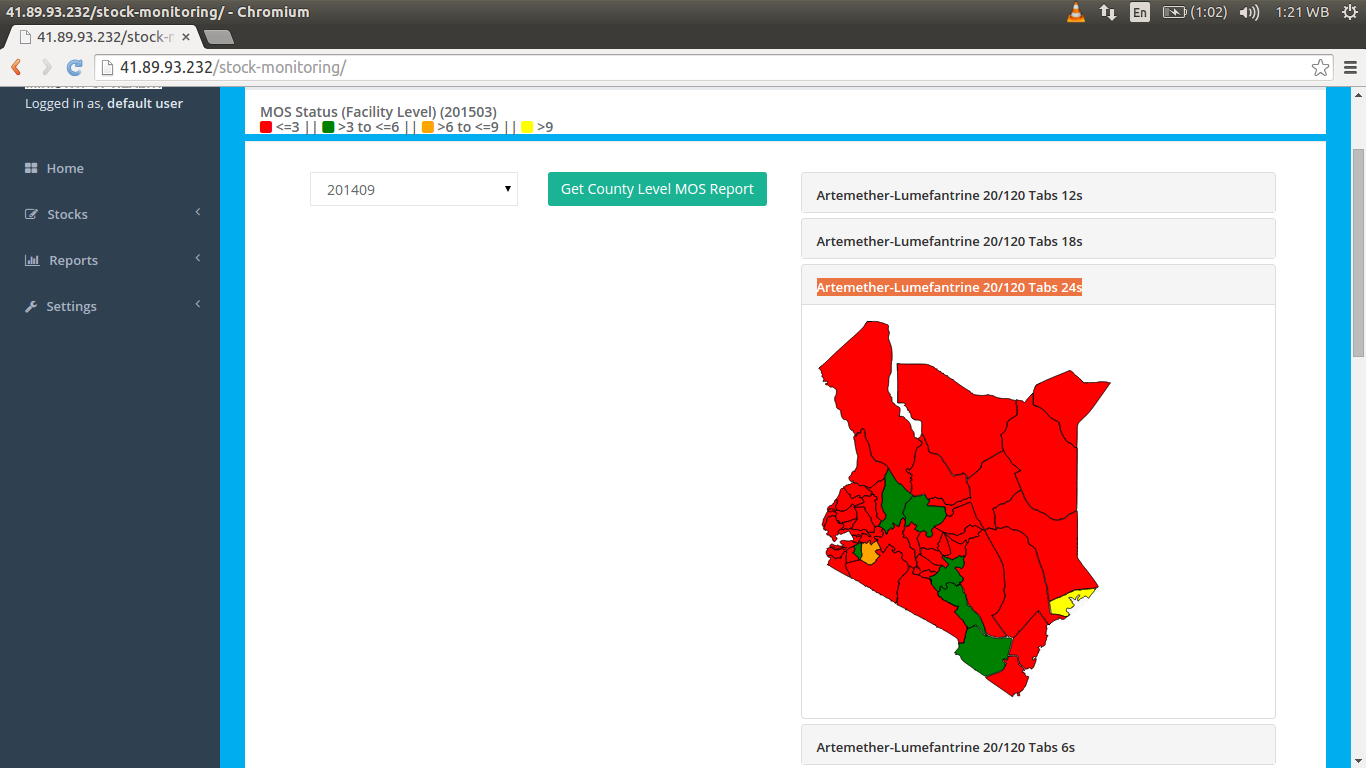 41.89.93.232/stock-monitoring/ - Chromium
En
(1:02)
1:21 WB
41.89.93.232/stock-r
41.89.93.232/stock-monitoring/
Logged in as, default user
Home
Stocks
Reports
Settings
MOS Status (Facility Level) (201503)
<=3 || >3 to <=6 || >6 to <=9 || >9
201409
Get County Level MOS Report
Artemether-Lumefantrine 20/120 Tabs 12s
Artemether-Lumefantrine 20/120 Tabs 18s
Artemether-Lumefantrine 20/120 Tabs 24s
Artemether-Lumefantrine 20/120 Tabs 6s